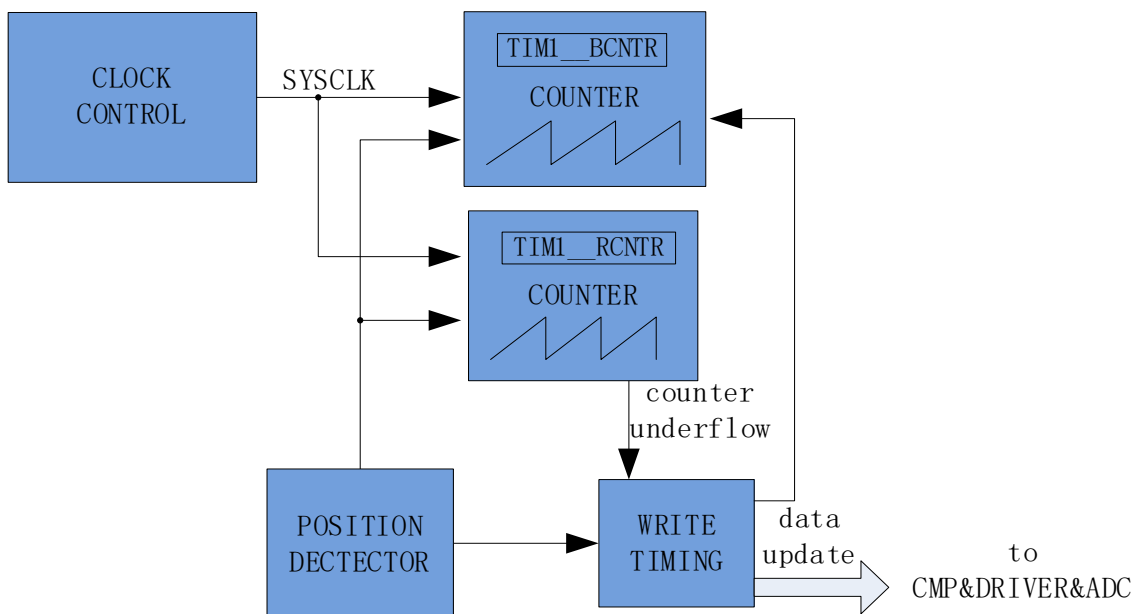 CLOCK
CONTROL
SYSCLK
TIM1__BCNTR
COUNTER
TIM1__RCNTR
COUNTER
counter
underflow
POSITION
DECTECTOR
WRITE
TIMING
data
update
to
CMP&DRIVER&ADC